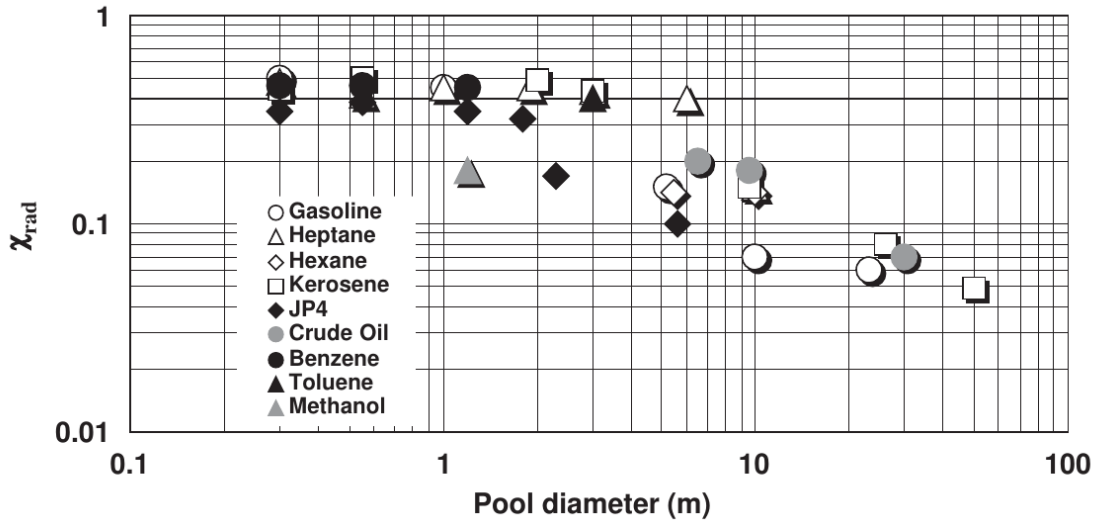 1
0.1
0.01
χrad
Gasoline
Heptane
Hexane
Kerosene
JP4
Crude Oil
Benzene
Toluene
Methanol
0.1 1 10 100
Pool diameter (m)